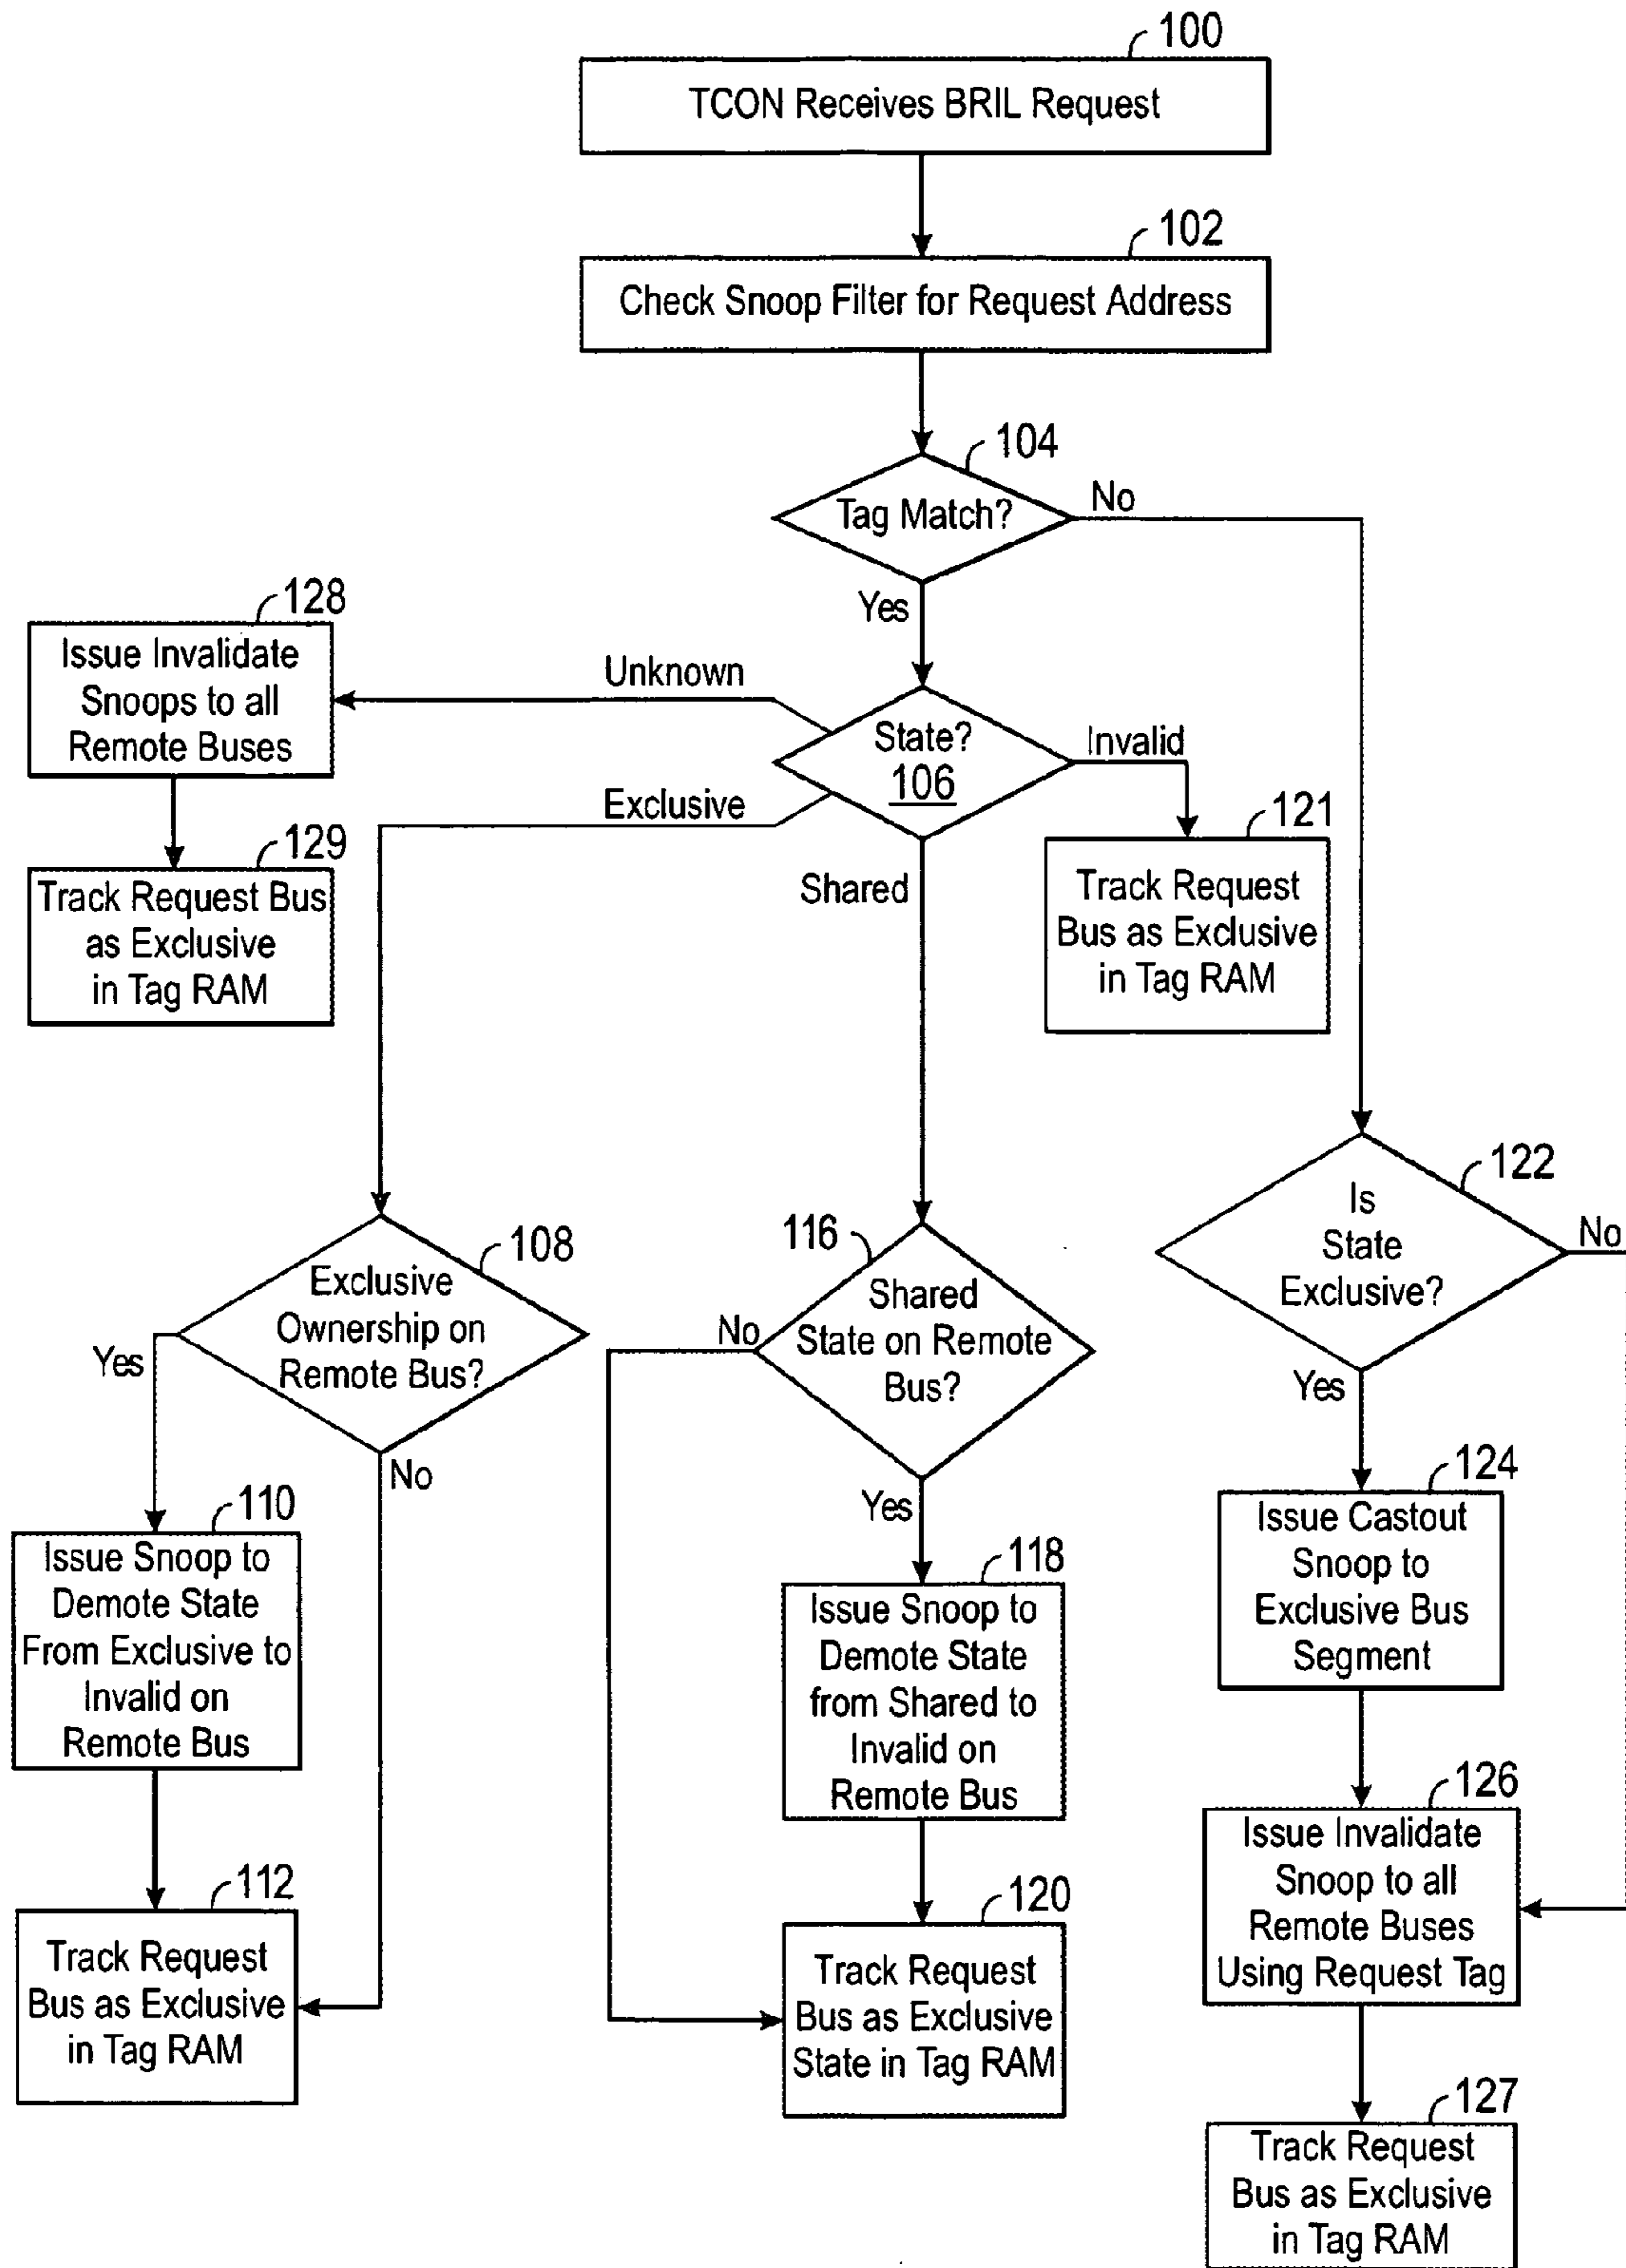 100
TCON Receives BRIL Request
102
Check Snoop Filter for Request Address
104
Tag Match?
No
Yes
128
Issue Invalidate
Snoops to all
Remote Buses
Unknown
State?
106
Invalid
Exclusive
Shared
129
Track Request Bus
as Exclusive
in Tag RAM
121
Track Request
Bus as Exclusive
in Tag RAM
108
Exclusive
Ownership on
Remote Bus?
Yes
No
116
Shared
State on Remote
Bus?
No
Yes
122
Is
State
Exclusive?
No
Yes
110
Issue Snoop to
Demote State
From Exclusive to
Invalid on
Remote Bus
118
Issue Snoop to
Demote State
from Shared to
Invalid on
Remote Bus
124
Issue Castout
Snoop to
Exclusive Bus
Segment
112
Track Request
Bus as Exclusive
in Tag RAM
120
Track Request
Bus as Exclusive
State in Tag RAM
126
Issue Invalidate
Snoop to all
Remote Buses
Using Request Tag
127
Track Request
Bus as Exclusive
in Tag RAM